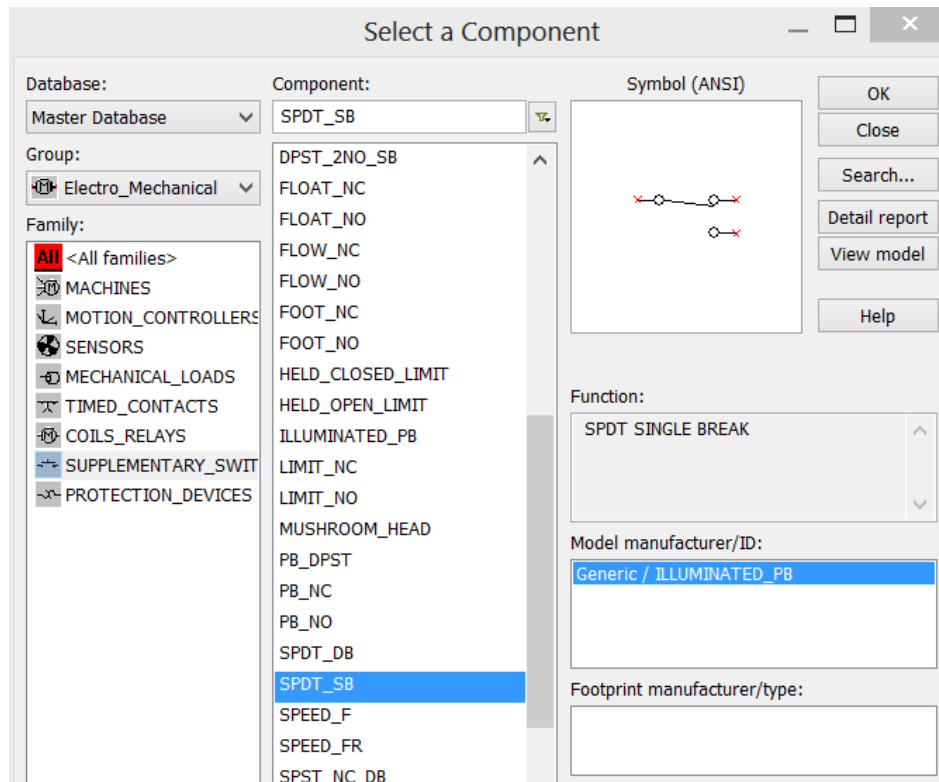 Select a Component
Database:
Master Database
Group:
Electro_Mechanical
Family:
All <All families>
MACHINES
MOTION_CONTROLLERS
SENSORS
MECHANICAL_LOADS
TIMED_CONTACTS
COILS_RELAYS
SUPPLEMENTARY_SWIT
PROTECTION_DEVICES
Component:
SPDT_SB
DPST_2NO_SB
FLOAT_NC
FLOAT_NO
FLOW_NC
FLOW_NO
FOOT_NC
FOOT_NO
HELD_CLOSED_LIMIT
HELD_OPEN_LIMIT
ILLUMINATED_PB
LIMIT_NC
LIMIT_NO
MUSHROOM_HEAD
PB_DPST
PB_NC
PB_NO
SPDT_DB
SPDT_SB
SPEED_F
SPEED_FR
SPST_NC_DB
Symbol (ANSI)
Function:
SPDT SINGLE BREAK
Model manufacturer/ID:
Generic / ILLUMINATED_PB
Footprint manufacturer/type:
OK
Close
Search...
Detail report
View model
Help